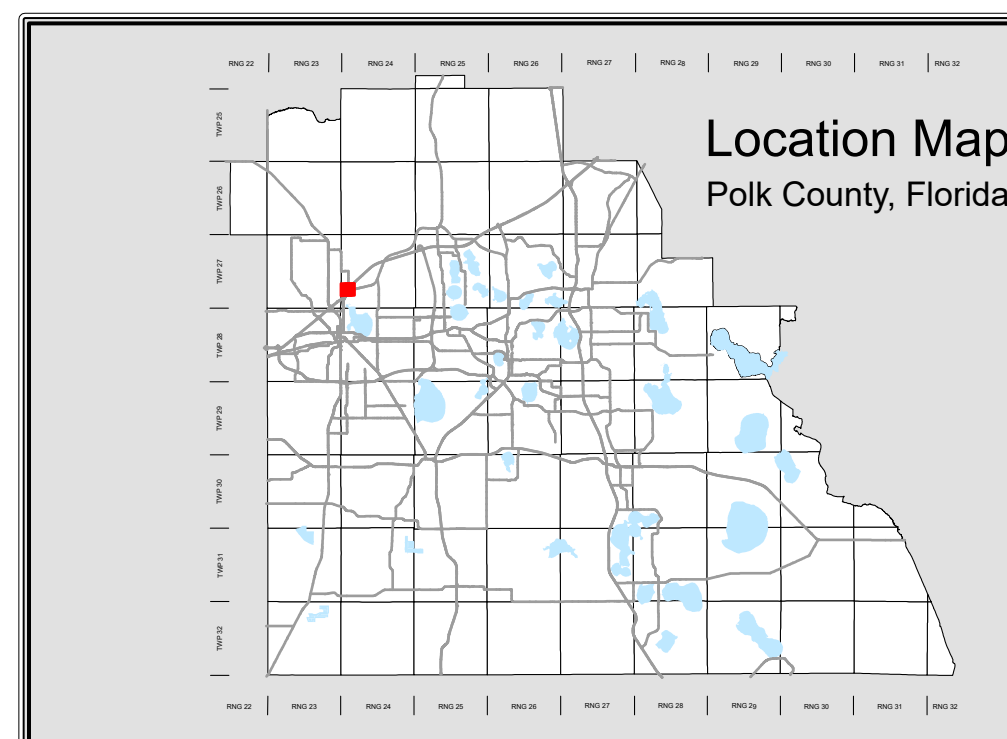 RNG 22 RNG 23 RNG 24 RNG 25 RNG 26 RNG 27 RNG 28 RNG 29 RNG 30 RNG 31 RNG 32
Location Map
Polk County, Florida
TWP 25
TWP 26
TWP 27
TWP 28
TWP 29
TWP 30
TWP 31
TWP 32
RNG 22 RNG 23 RNG 24 RNG 25 RNG 26 RNG 27 RNG 28 RNG 29 RNG 30 RNG 31 RNG 32